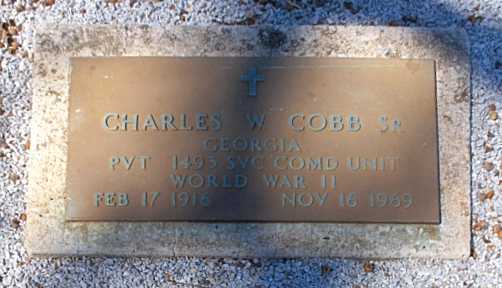 CHARLES W COBB SR
GEORGIA
PVT 1495 SVC COMD UNIT
WORLD WAR II
FEB 17 1916 NOV 16 1969